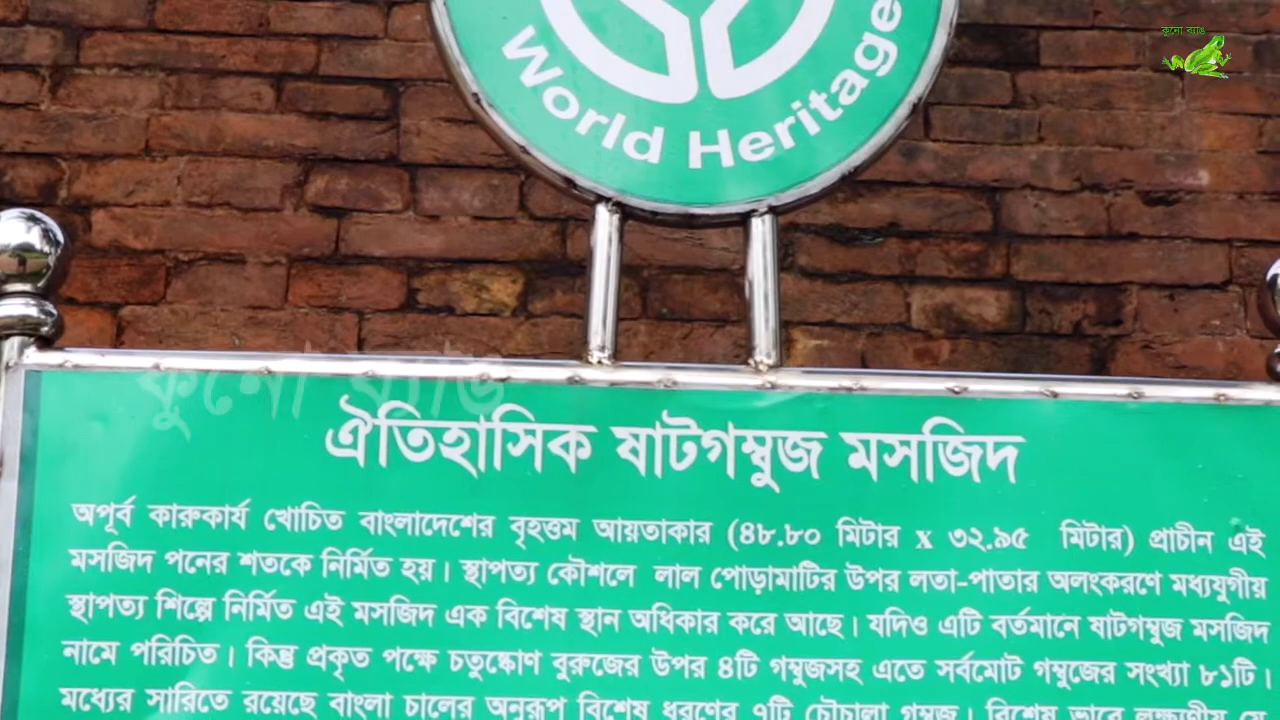 কুনো ব্যাঙ
World Heritage
কুনো ব্যাঙ
ঐতিহাসিক ষাটগম্বুজ মসজিদ
অপূর্ব কারুকার্য খোচিত বাংলাদেশের বৃহত্তম আয়তাকার (৪৮.৮০ মিটার x ৩২.৯৫ মিটার) প্রাচীন এই
মসজিদ পনের শতকে নির্মিত হয়। স্থাপত্য কৌশলে লাল পোড়ামাটির উপর লতা-পাতার অলংকরণে মধ্যযুগীয়
স্থাপত্য শিল্পে নির্মিত এই মসজিদ এক বিশেষ স্থান অধিকার করে আছে। যদিও এটি বর্তমানে ষাটগম্বুজ মসজিদ
নামে পরিচিত। কিন্তু প্রকৃত পক্ষে চতুষ্কোণ বুরুজের উপর ৪টি গম্বুজসহ এতে সর্বমোট গম্বুজের সংখ্যা ৮১টি।
মধ্যের সারিতে রয়েছে বাংলা চালের অনুরূপ বিশেষ ধরণের ৭টি চৌচালা গম্বুজ। বিশেষ ভাবে লক্ষ্যণীয় যে